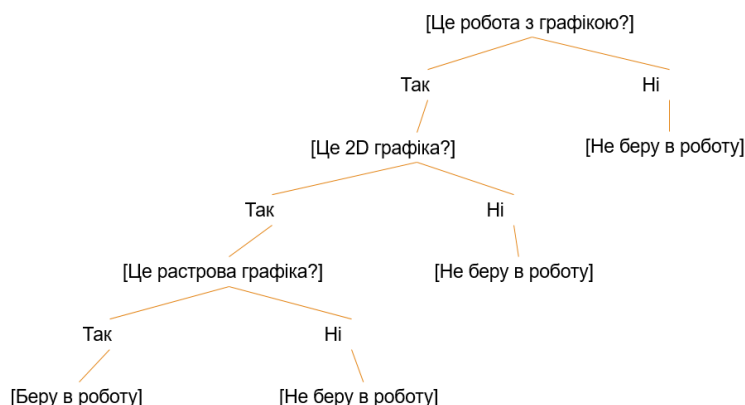 [Це робота з графікою?]
Так
Ні
[Це 2D графіка?]
[Не беру в роботу]
Так
Ні
[Це растрова графіка?]
[Не беру в роботу]
Так
Ні
[Беру в роботу]
[Не беру в роботу]